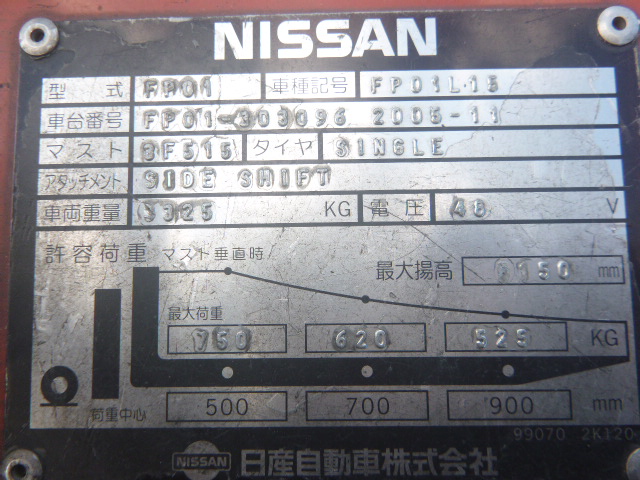 NISSAN
型 式 FP01 車種記号 FP01L15
車台番号 FP01-303096 2005-11
マスト 3F515 タイヤ SINGLE
アタッチメント SIDE SHIFT
車両重量 3325 KG 電圧 48 V
許容荷重 マスト垂直時
最大揚高 mm
最大荷重
750 620 525 KG
荷重中心 500 700 900 mm
99070 2K120
NISSAN 日産自動車株式会社